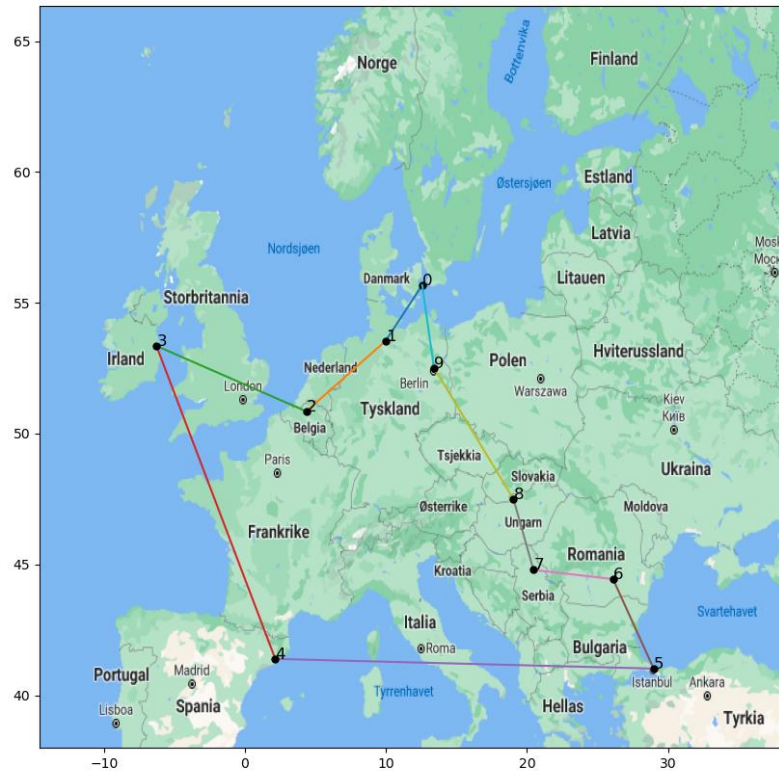 65
60
55
50
45
40
−10
0
10
20
30
Norge
Bottenvika
Finland
Østersjøen
Estland
Nordsjøen
Latvia
Danmark
0
Litauen
Storbritannia
1
3
Irland
Nederland
9
Polen
Hviterussland
London
Berlin
Warszawa
2
Tyskland
Belgia
Kiev
Київ
Paris
Tsjekkia
Ukraina
8
Slovakia
Østerrike
Ungarn
Moldova
Frankrike
7
Romania
6
Kroatia
Serbia
Svartehavet
Italia
Roma
Bulgaria
4
5
Portugal
Madrid
Istanbul
Ankara
Lisboa
Spania
Tyrrenhavet
Hellas
Tyrkia